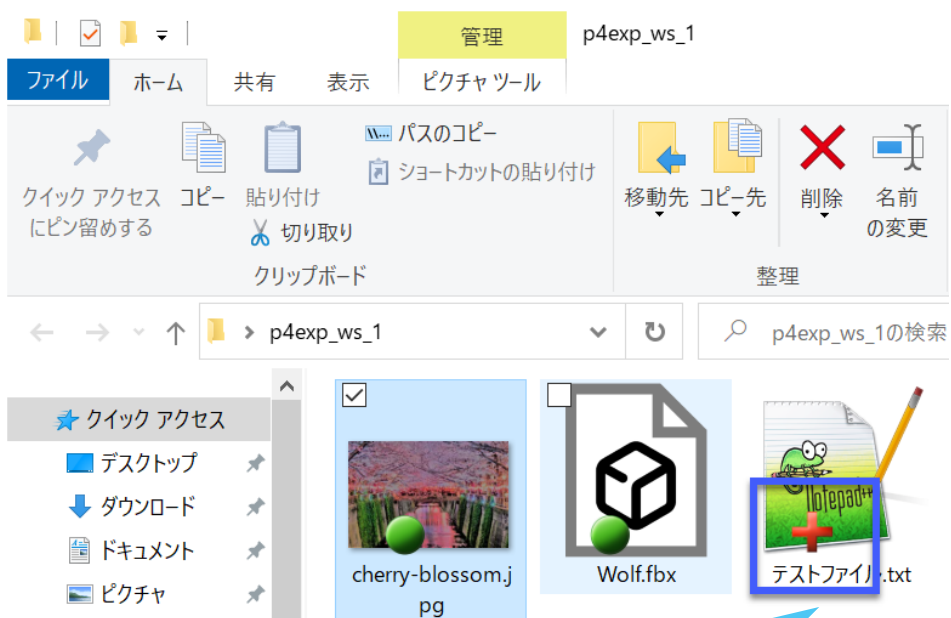 管理
p4exp_ws_1
ファイル
ホーム
共有
表示
ピクチャ ツール
クイック アクセス
にピン留めする
コピー
貼り付け
パスのコピー
ショートカットの貼り付け
切り取り
クリップボード
移動先
コピー先
削除
名前
の変更
整理
p4exp_ws_1
p4exp_ws_1の検索
クイック アクセス
デスクトップ
ダウンロード
ドキュメント
ピクチャ
cherry-blossom.j
pg
Wolf.fbx
Notepad++
テストファイル.txt